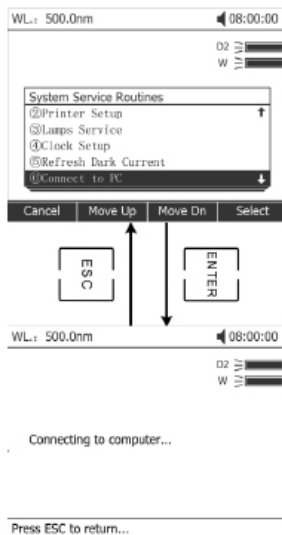 WL.: 500.0nm 08:00:00
D2
W
System Service Routines
②Printer Setup
③Lamps Service
④Clock Setup
⑤Refresh Dark Current
⑥Connect to PC
Cancel Move Up Move Dn Select
ESC ENTER
WL.: 500.0nm 08:00:00
D2
W
Connecting to computer...
Press ESC to return...